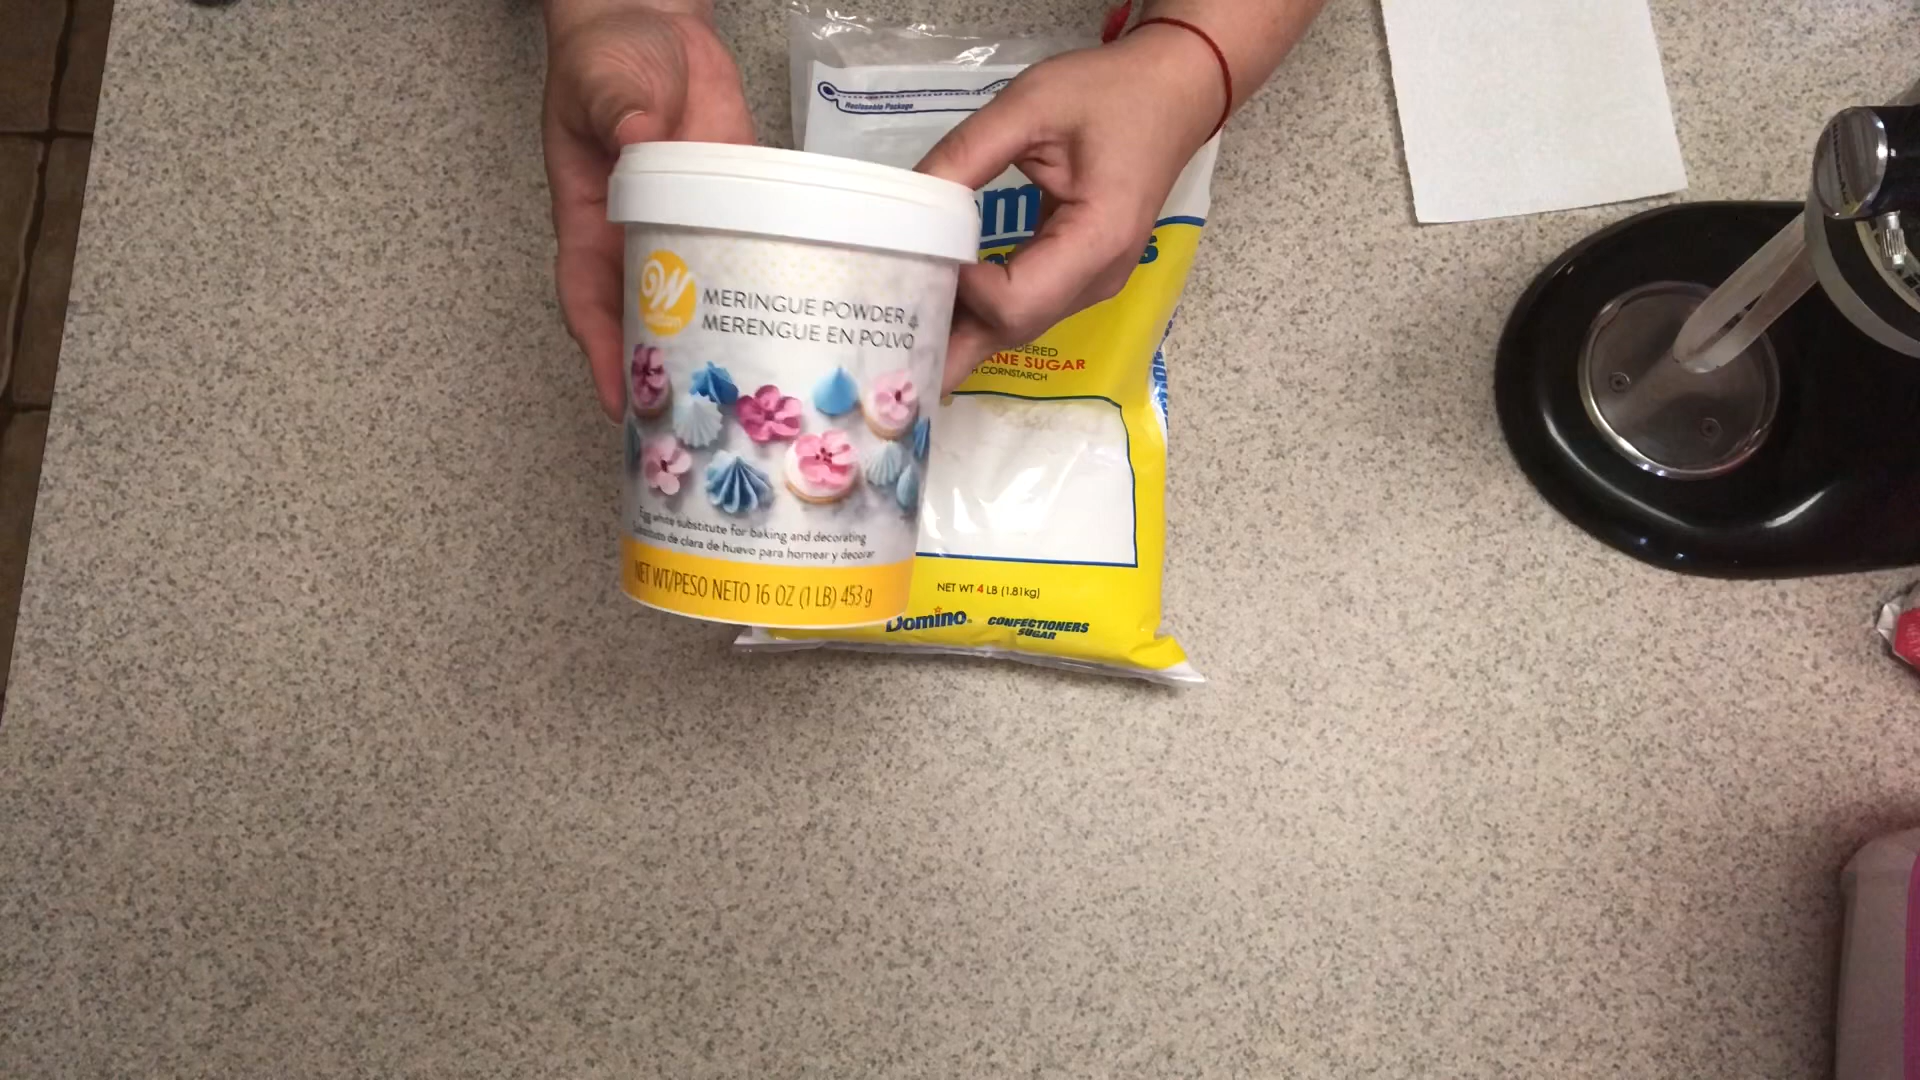 Resealable Package
Wilton
MERINGUE POWDER
MERENGUE EN POLVO
Egg white substitute for baking and decorating
Substituto de clara de huevo para hornear y decorar
NET WT/PESO NETO 16 OZ (1 LB) 453 g
CANE SUGAR
CORNSTARCH
NET WT 4 LB (1.81kg)
Domino
CONFECTIONERS
SUGAR